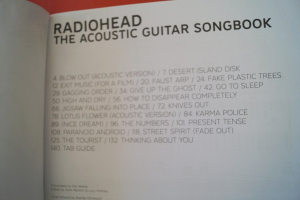 RADIOHEAD
THE ACOUSTIC GUITAR SONGBOOK
4 BLOW OUT (ACOUSTIC VERSION) / 7 DESERT ISLAND DISK
12 EXIT MUSIC (FOR A FILM) / 20 FAUST ARP / 24 FAKE PLASTIC TREES
28 GAGGING ORDER / 34 GIVE UP THE GHOST / 42 GO TO SLEEP
50 HIGH AND DRY / 56 HOW TO DISAPPEAR COMPLETELY
66 JIGSAW FALLING INTO PLACE / 72 KNIVES OUT
78 LOTUS FLOWER (ACOUSTIC VERSION) / 84 KARMA POLICE
89 (NICE DREAM) / 96 THE NUMBERS / 101 PRESENT TENSE
108 PARANOID ANDROID / 118 STREET SPIRIT (FADE OUT)
125 THE TOURIST / 132 THINKING ABOUT YOU
140 TAB GUIDE